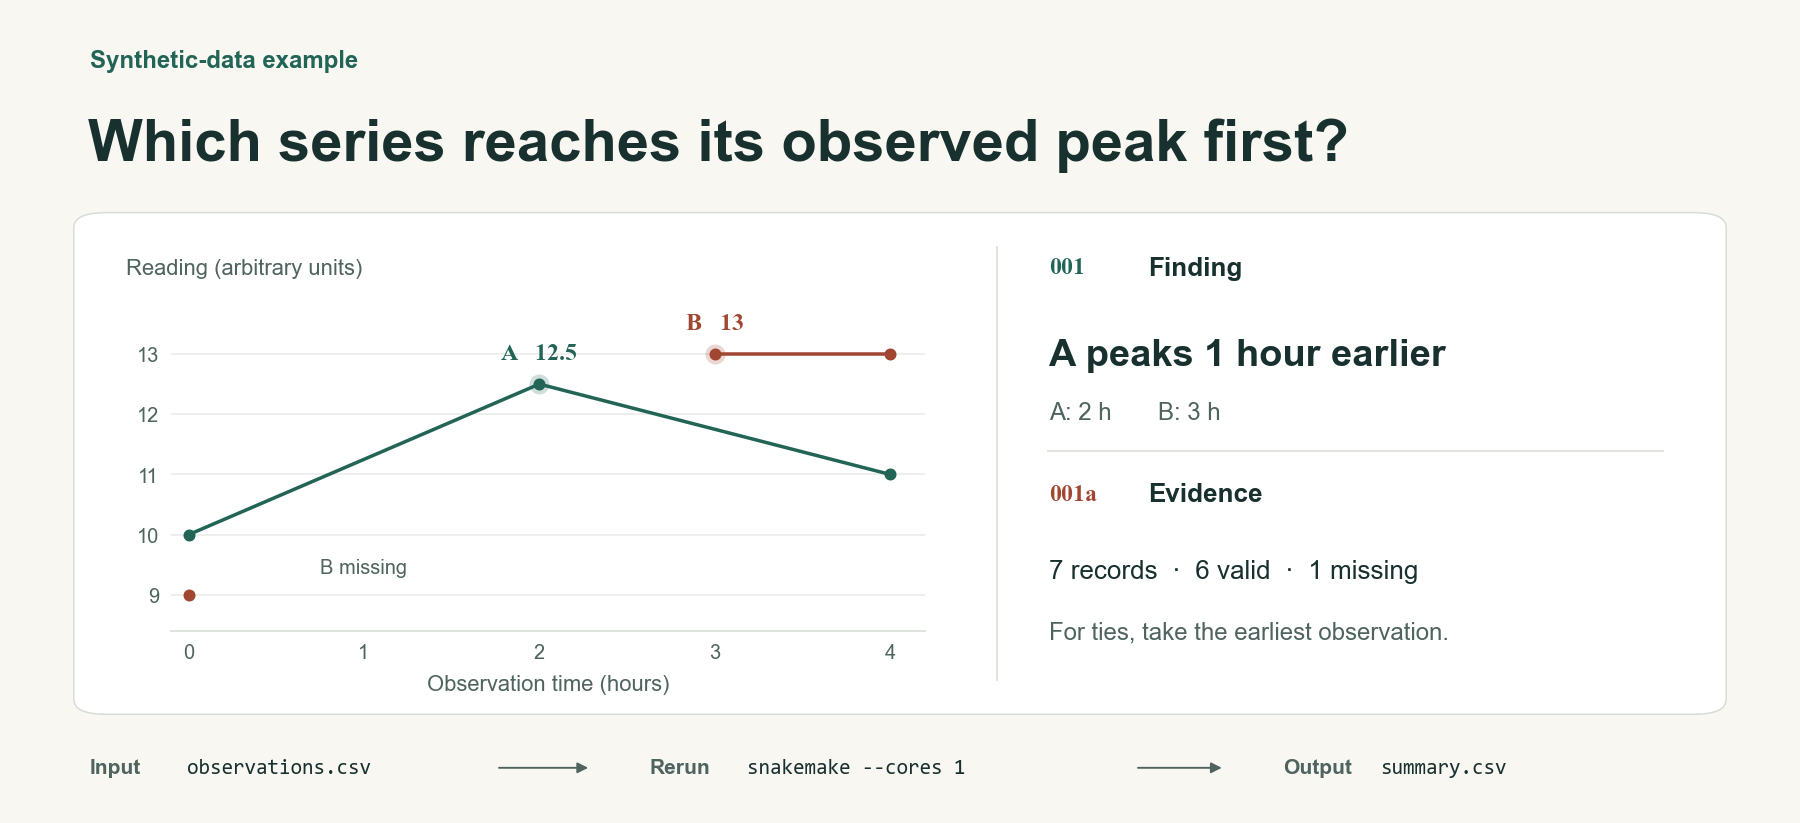 Synthetic-data example
Which series reaches its observed peak first?
Reading (arbitrary units)
B 13
A 12.5
13
12
11
10
9
B missing
0 1 2 3 4
Observation time (hours)
001 Finding
A peaks 1 hour earlier
A: 2 h B: 3 h
001a Evidence
7 records · 6 valid · 1 missing
For ties, take the earliest observation.
Input observations.csv Rerun snakemake --cores 1 Output summary.csv